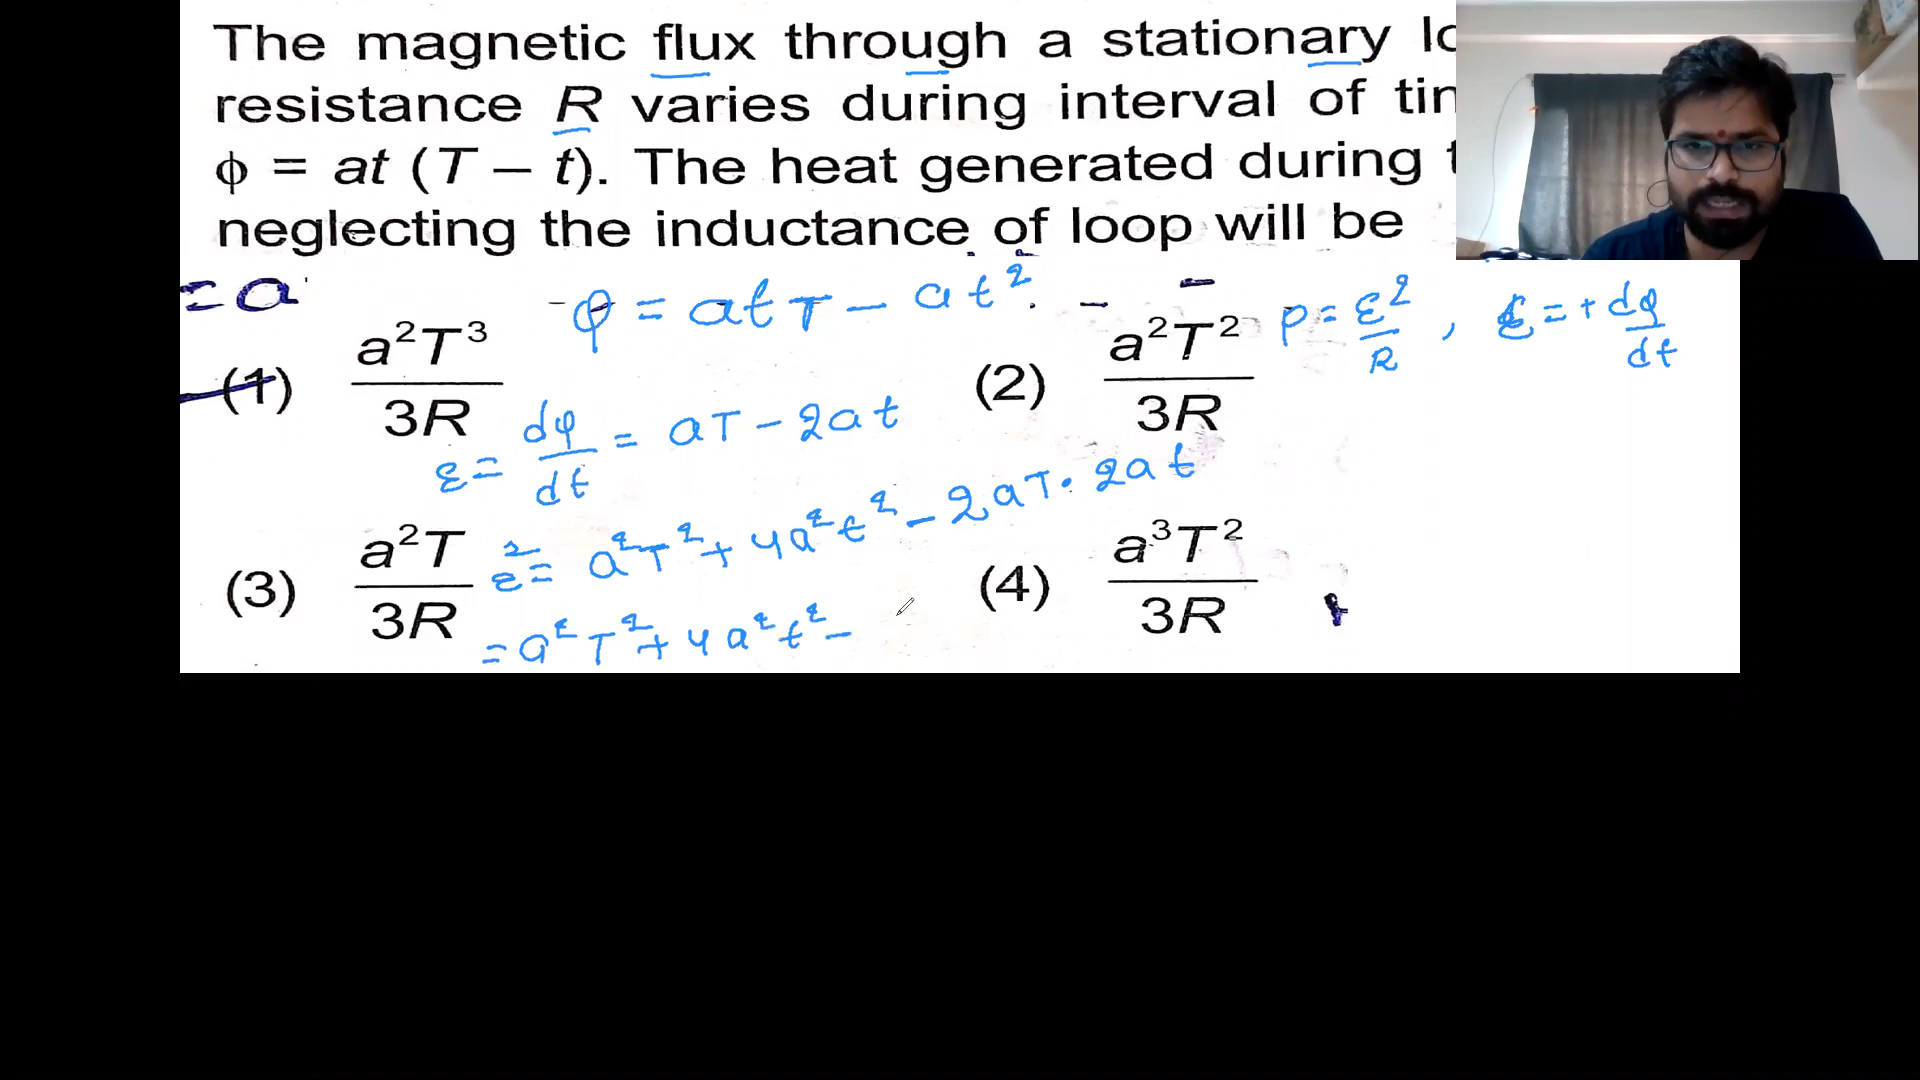 The magnetic flux through a stationary
resistance R varies during interval of
ϕ = at (T – t). The heat generated during
neglecting the inductance of loop will be
= a
φ = atT – at²
P = ε²/R , ε = + dφ/dt
(1) a²T³/3R
(2) a²T²/3R
ε = dφ/dt = aT – 2at
ε² = a²T² + 4a²t² – 2aT · 2at
(3) a²T/3R
(4) a³T²/3R
= a²T² + 4a²t² –